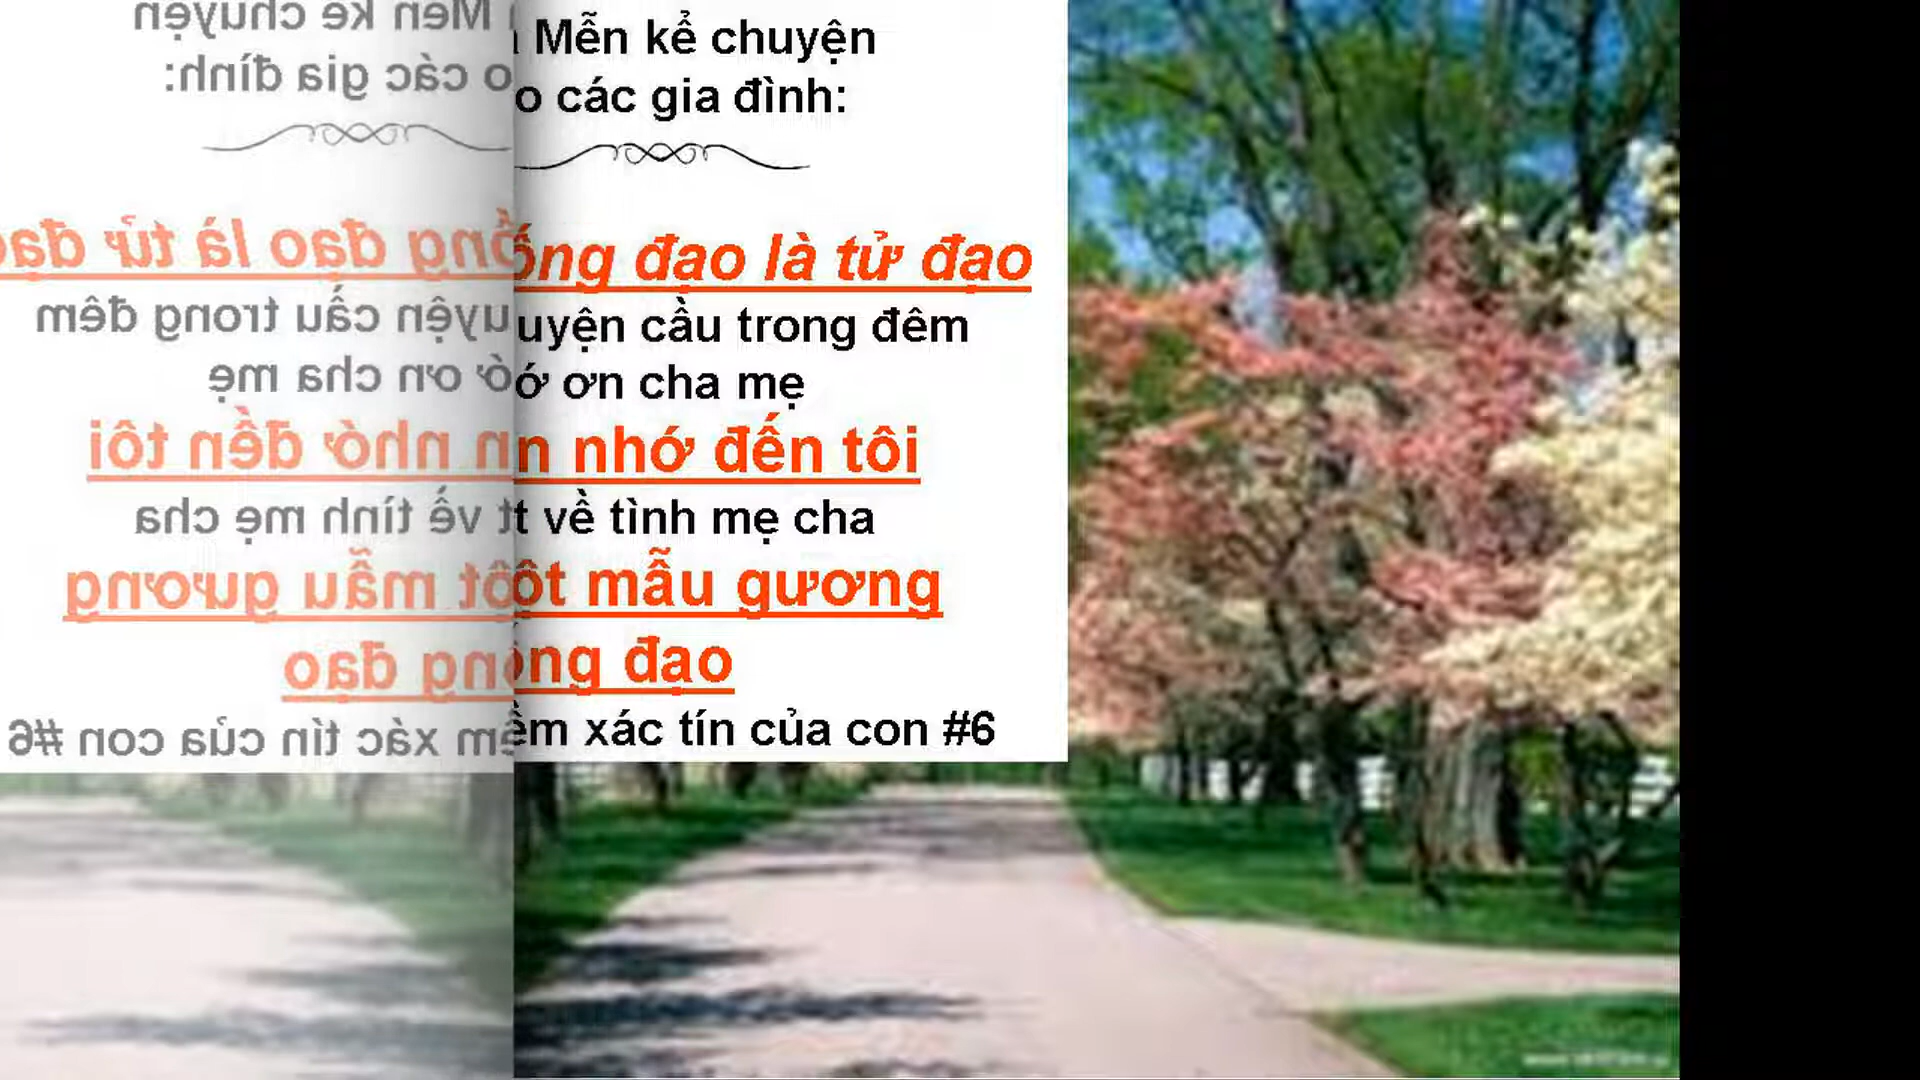 Mễn kể chuyện
o các gia đình:
ống đạo là tử đạo
uyện cầu trong đêm
ớ ơn cha mẹ
n nhớ đến tôi
t về tình mẹ cha
ột mẫu gương
ống đạo
ềm xác tín của con #6